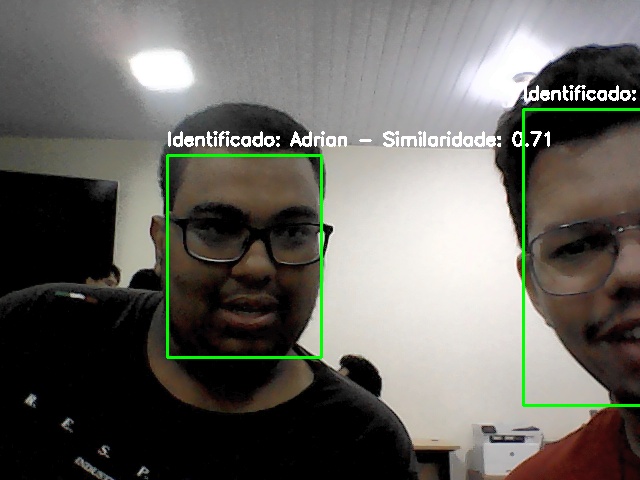 Identificado:
Identificado: Adrian - Similaridade: 0.71
R. E. S. P.